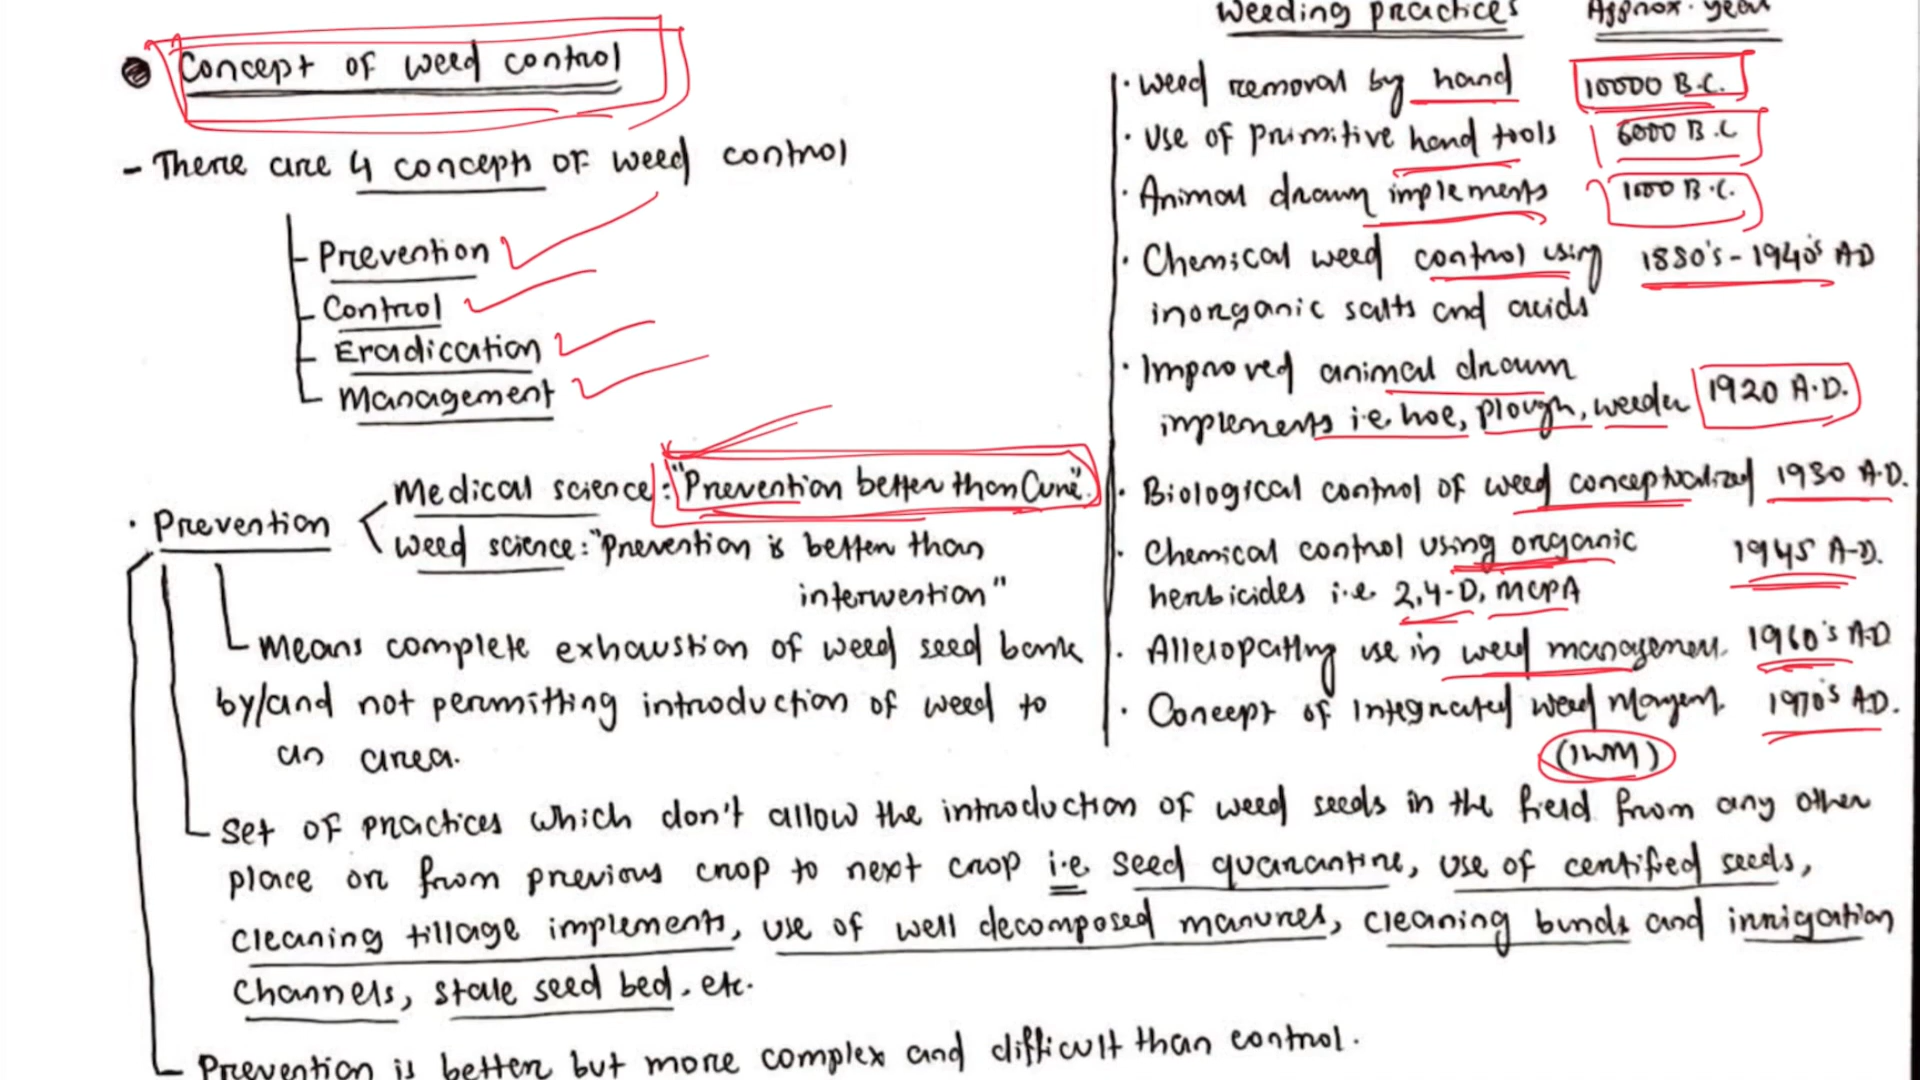 Concept of weed control
- There are 4 concepts of weed control
Prevention
Control
Eradication
Management
· Prevention
Medical science: "Prevention better than Cure".
Weed science: "Prevention is better than
interwention"
Means complete exhaustion of weed seed bank
by/and not permitting introduction of weed to
an area.
Weeding practices Approx. year
· Weed removal by hand 10000 B.C.
· Use of primitive hand tools 6000 B.C
· Animal drawn implements 1000 B.C.
· Chemical weed control using 1880's - 1940's AD
inorganic salts and acids
· Improved animal drawn
implements i.e hoe, plough, weeder 1920 A.D.
· Biological control of weed conceptualized 1930 A.D.
· Chemical control using organic 1945 A.D.
herbicides i.e 2,4-D, MCPA
· Allelopathy use in weed management. 1960's A.D
· Concept of Integrated weed 1970's A.D.
(IWM)
Set of practices which don't allow the introduction of weed seeds in the field from any other
place or from previous crop to next crop i.e seed quarantine, use of certified seeds,
cleaning tillage implements, use of well decomposed manures, cleaning bunds and irrigation
channels, stale seed bed, etc.
Prevention is better but more complex and difficult than control.